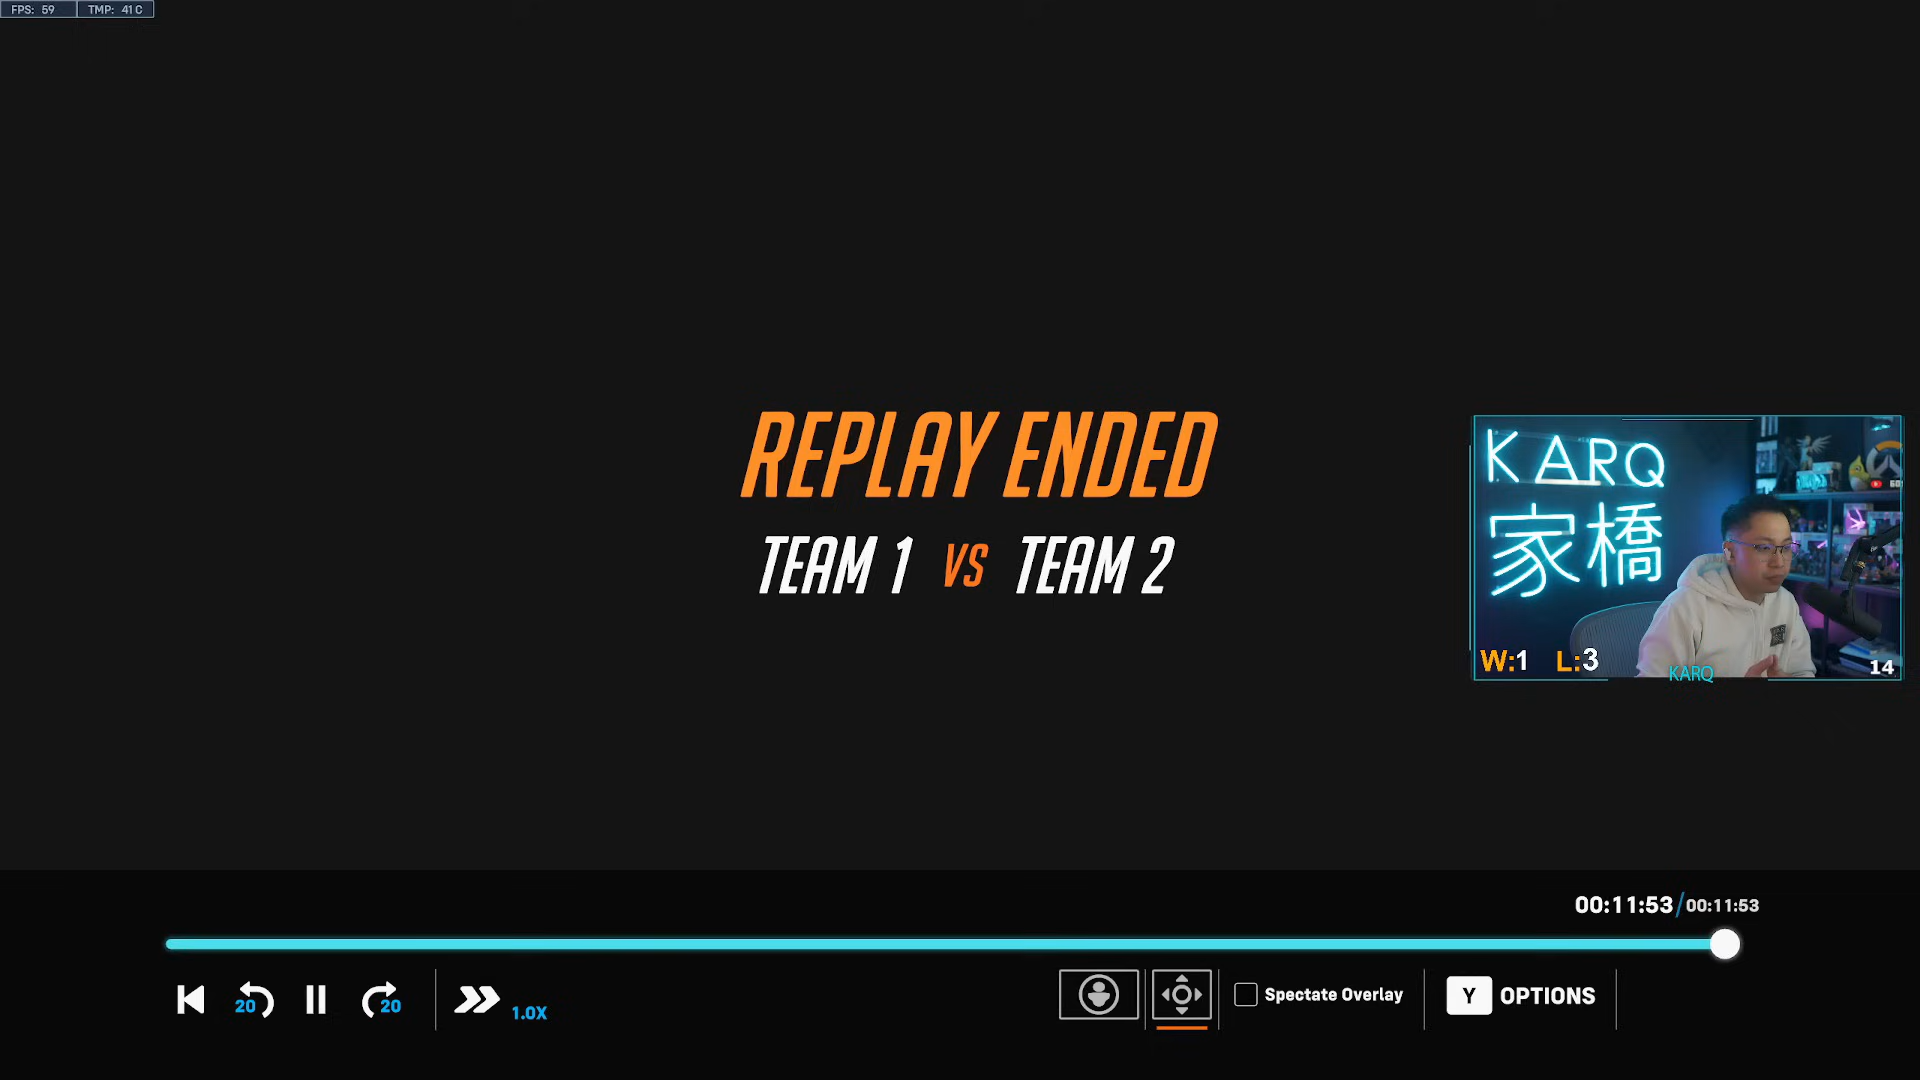 FPS: 59 TMP: 41 C
REPLAY ENDED
TEAM 1 VS TEAM 2
KARQ
家橋
W:1 L:3
KARQ
14
00:11:53/00:11:53
20
20
1.0X
Spectate Overlay
Y OPTIONS